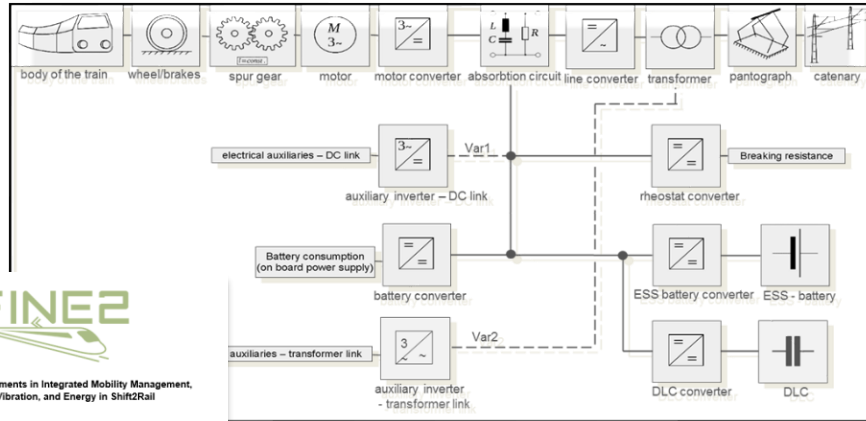 M
3~
3~
=
L
C
R
=
~
i=const.
body of the train
wheel/brakes
spur gear
motor
motor converter
absorbtion circuit
line converter
transformer
pantograph
catenary
electrical auxiliaries – DC link
3~
=
Var1
=
=
Breaking resistance
auxiliary inverter – DC link
rheostat converter
Battery consumption
(on board power supply)
=
=
=
=
battery converter
ESS battery converter
ESS - battery
FINE2
auxiliaries – transformer link
3
~
~
Var2
=
=
auxiliary inverter
- transformer link
DLC converter
DLC
ments in Integrated Mobility Management,
Vibration, and Energy in Shift2Rail